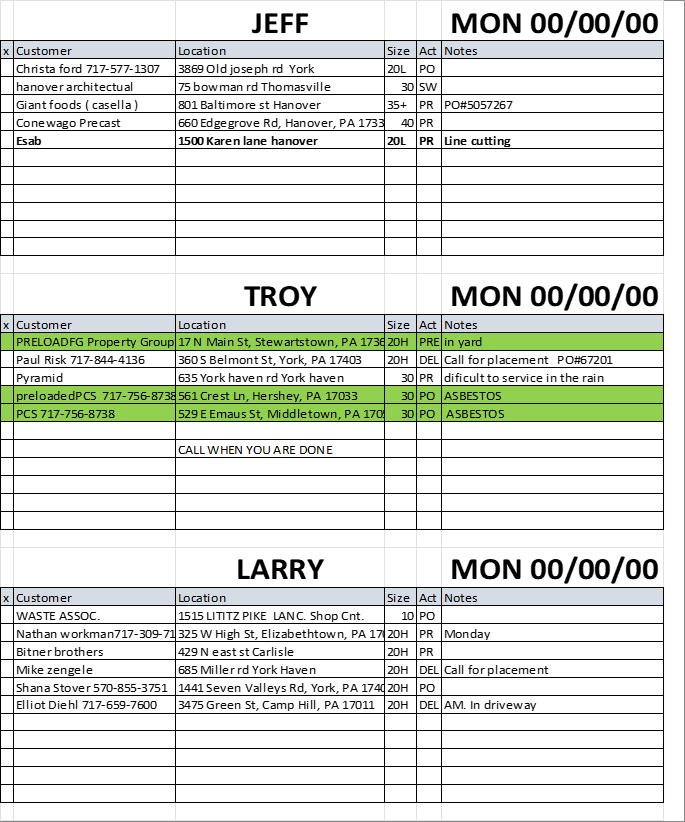 JEFF MON 00/00/00
x Customer Location Size Act Notes
Christa ford 717-577-1307 3869 Old joseph rd York 20L PO
hanover architectual 75 bowman rd Thomasville 30 SW
Giant foods ( casella ) 801 Baltimore st Hanover 35+ PR PO#5057267
Conewago Precast 660 Edgegrove Rd, Hanover, PA 1733 40 PR
Esab 1500 Karen lane hanover 20L PR Line cutting
TROY MON 00/00/00
x Customer Location Size Act Notes
PRELOADFG Property Group 17 N Main St, Stewartstown, PA 1736 20H PRE in yard
Paul Risk 717-844-4136 360 S Belmont St, York, PA 17403 20H DEL Call for placement PO#67201
Pyramid 635 York haven rd York haven 30 PR dificult to service in the rain
preloadedPCS 717-756-8738 561 Crest Ln, Hershey, PA 17033 30 PO ASBESTOS
PCS 717-756-8738 529 E Emaus St, Middletown, PA 1705 30 PO ASBESTOS
CALL WHEN YOU ARE DONE
LARRY MON 00/00/00
x Customer Location Size Act Notes
WASTE ASSOC. 1515 LITITZ PIKE LANC. Shop Cnt. 10 PO
Nathan workman717-309-71 325 W High St, Elizabethtown, PA 170 20H PR Monday
Bitner brothers 429 N east st Carlisle 20H PR
Mike zengele 685 Miller rd York Haven 20H DEL Call for placement
Shana Stover 570-855-3751 1441 Seven Valleys Rd, York, PA 1740 20H PO
Elliot Diehl 717-659-7600 3475 Green St, Camp Hill, PA 17011 20H DEL AM. In driveway